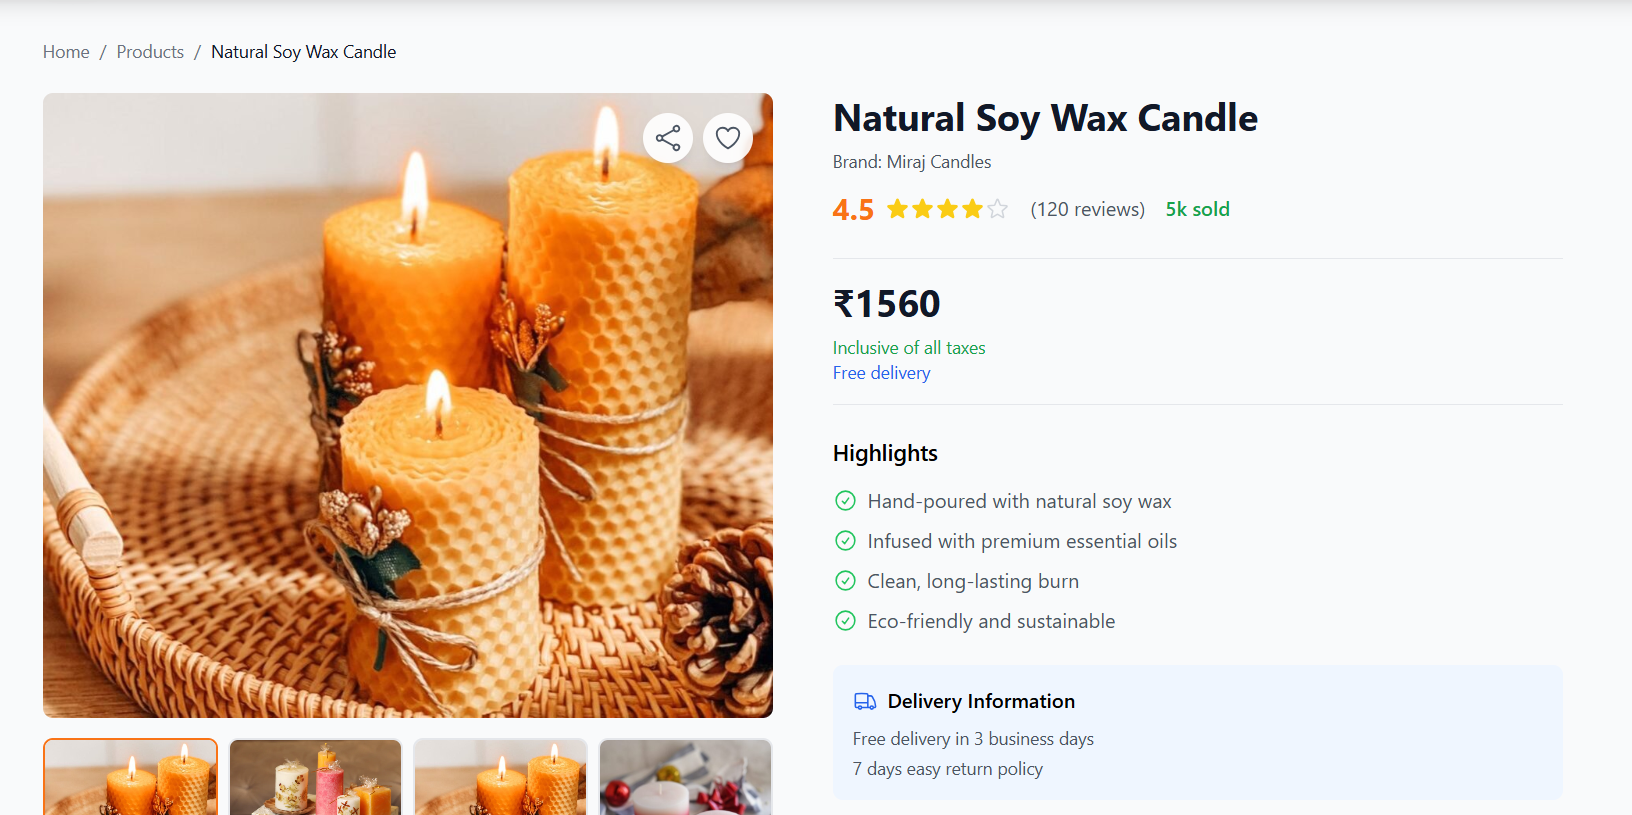 Home / Products / Natural Soy Wax Candle
Natural Soy Wax Candle
Brand: Miraj Candles
4.5 (120 reviews) 5k sold
₹1560
Inclusive of all taxes
Free delivery
Highlights
Hand-poured with natural soy wax
Infused with premium essential oils
Clean, long-lasting burn
Eco-friendly and sustainable
Delivery Information
Free delivery in 3 business days
7 days easy return policy